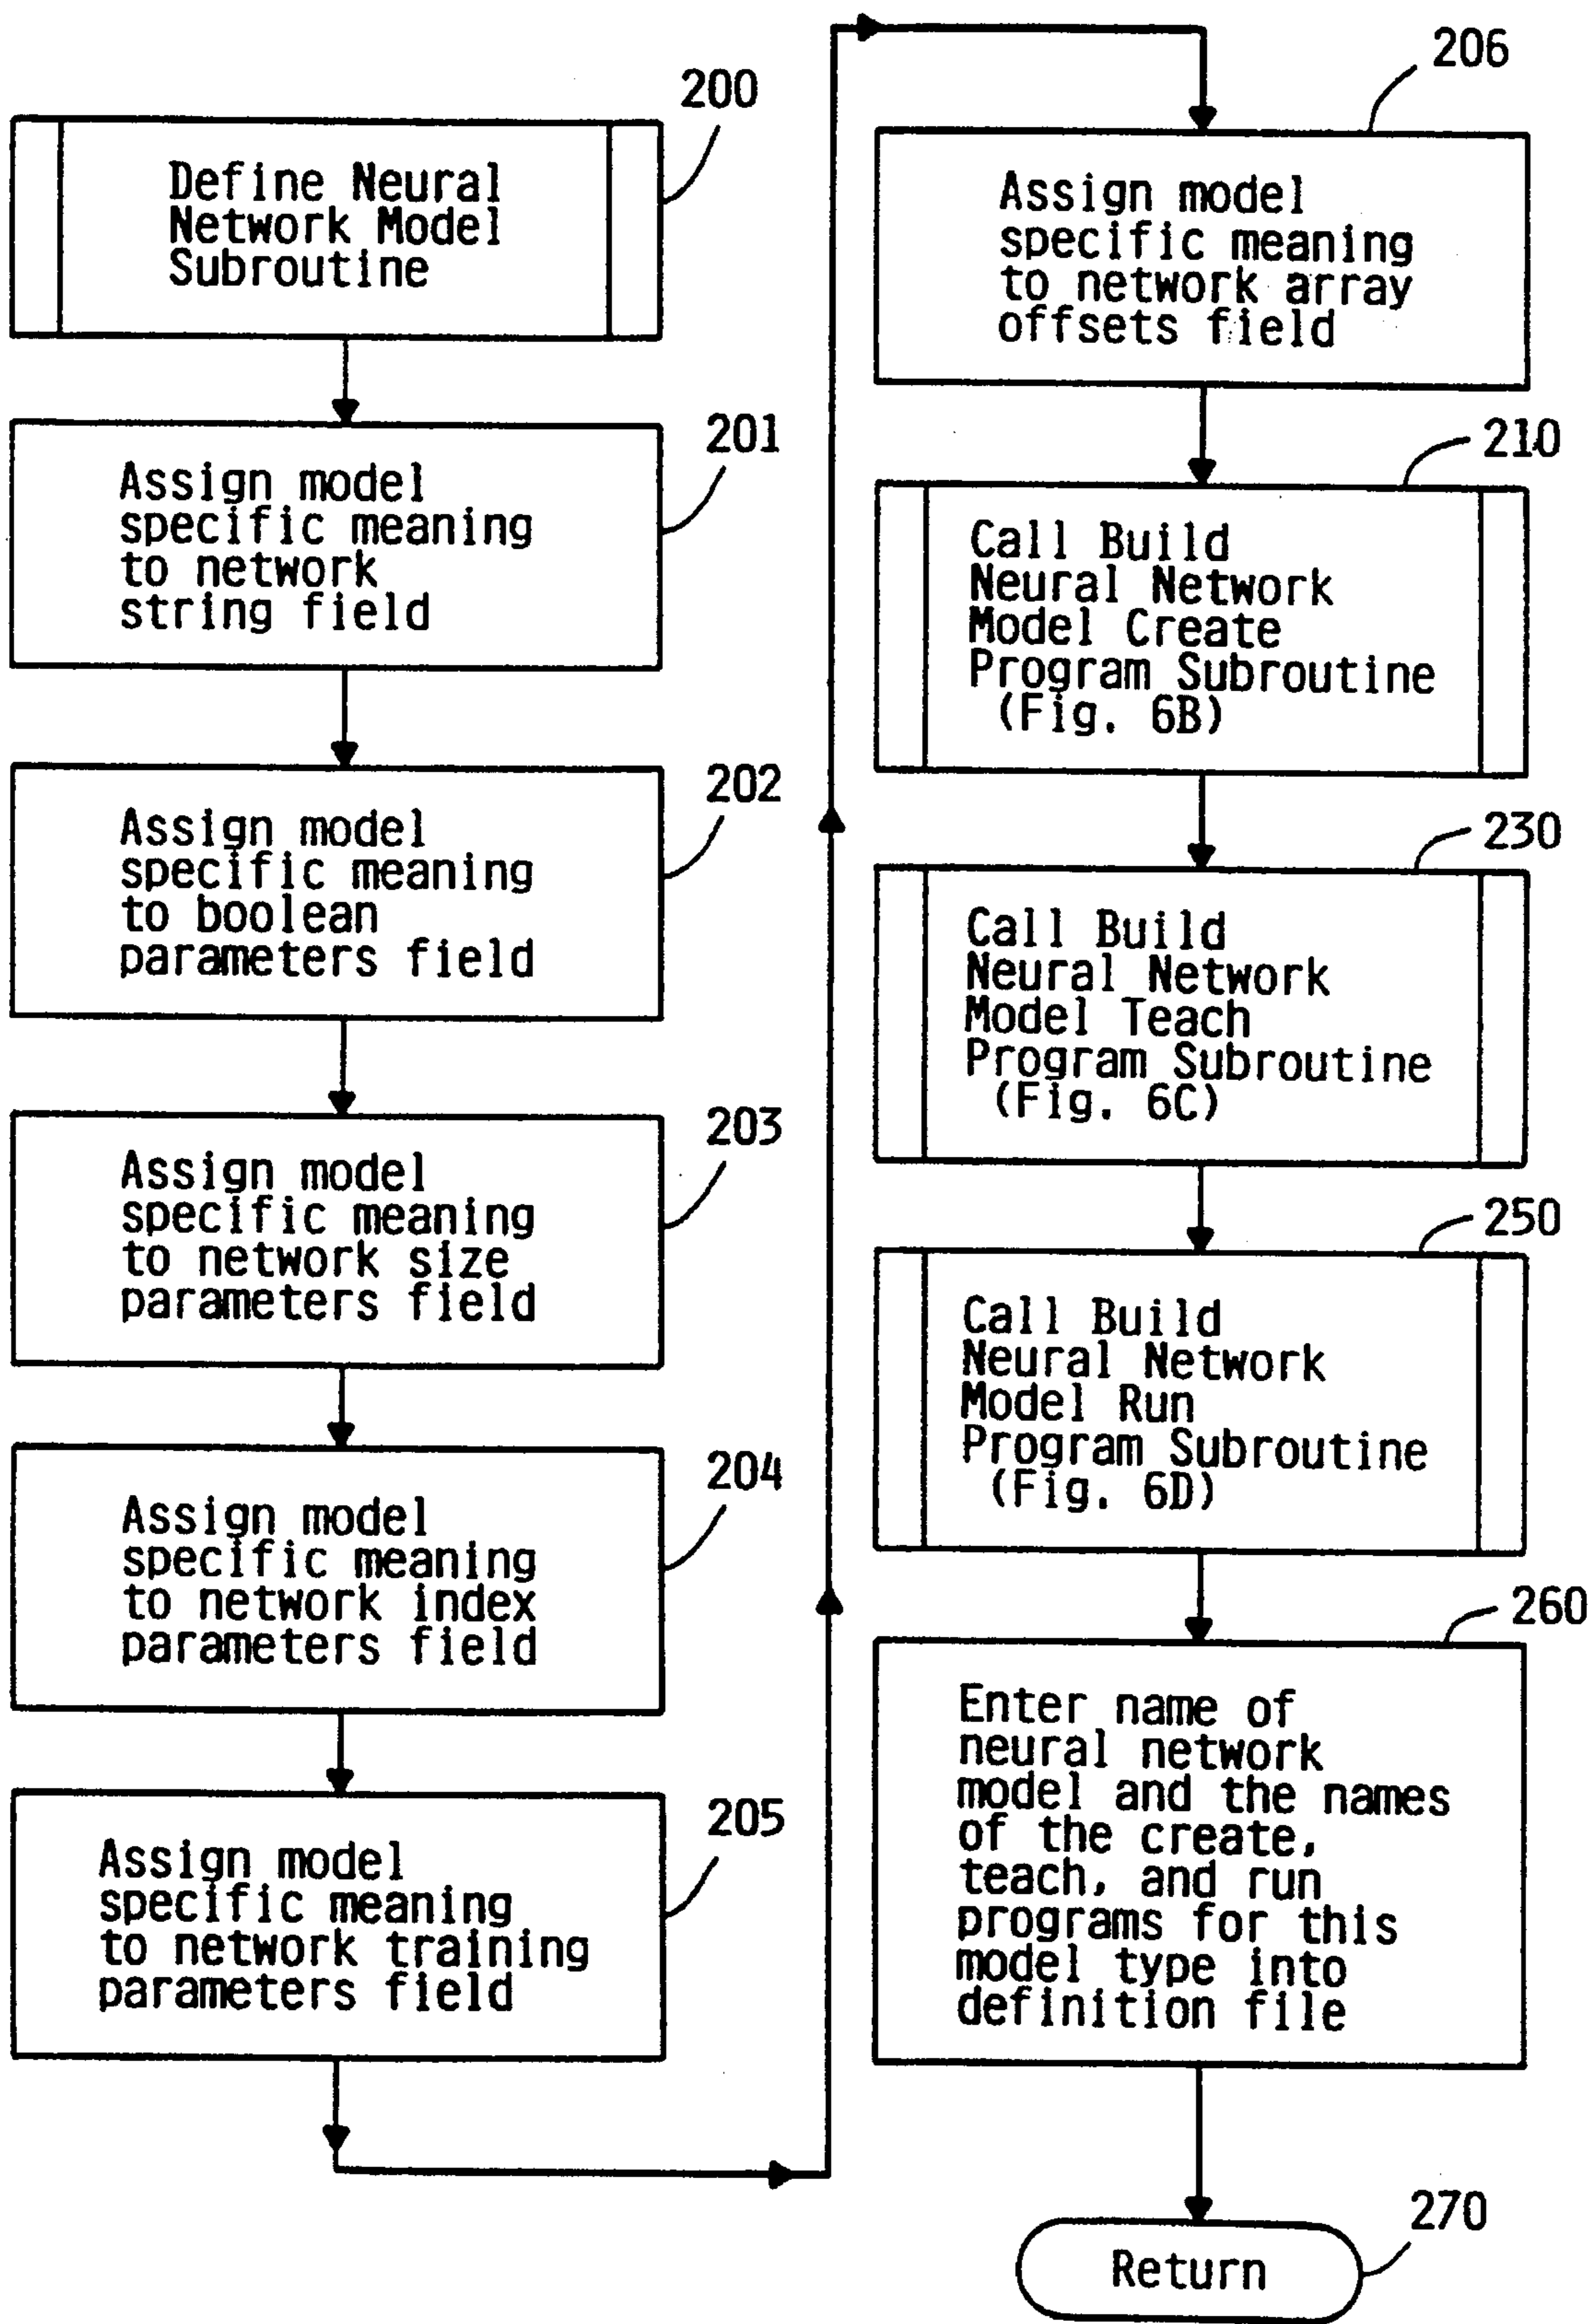 200
Define Neural
Network Model
Subroutine
201
Assign model
specific meaning
to network
string field
202
Assign model
specific meaning
to boolean
parameters field
203
Assign model
specific meaning
to network size
parameters field
204
Assign model
specific meaning
to network index
parameters field
205
Assign model
specific meaning
to network training
parameters field
206
Assign model
specific meaning
to network array
offsets field
210
Call Build
Neural Network
Model Create
Program Subroutine
(Fig. 6B)
230
Call Build
Neural Network
Model Teach
Program Subroutine
(Fig. 6C)
250
Call Build
Neural Network
Model Run
Program Subroutine
(Fig. 6D)
260
Enter name of
neural network
model and the names
of the create,
teach, and run
programs for this
model type into
definition file
270
Return